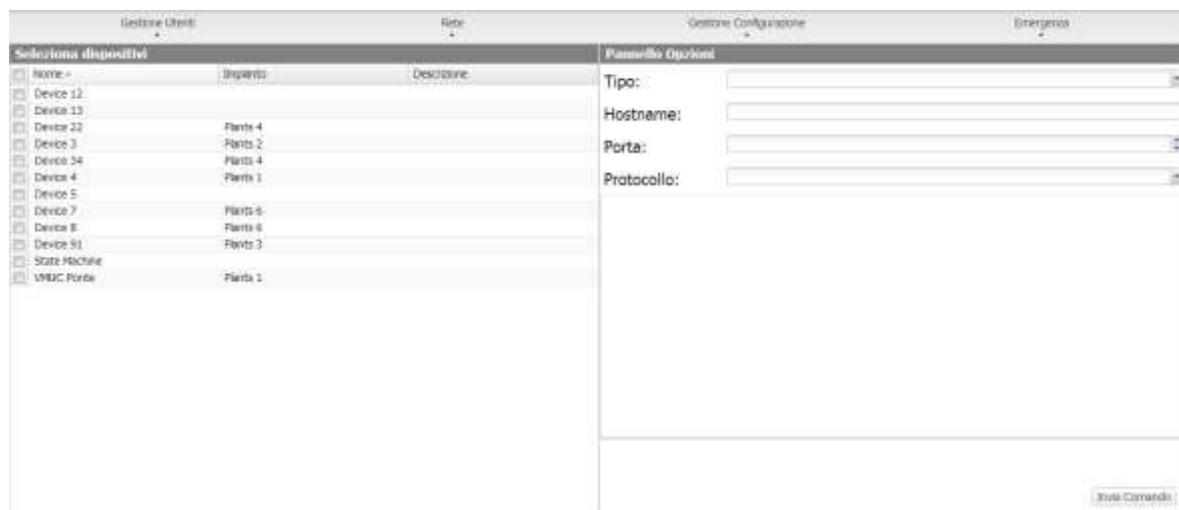 Gestione Utenti Rete Gestione Configurazione Emergenza
Seleziona dispositivi
Nome Impianto Descrizione
Device 12
Device 13
Device 22 Plants 4
Device 3 Plants 2
Device 34 Plants 4
Device 4 Plants 1
Device 5
Device 7 Plants 6
Device 8 Plants 6
Device 91 Plants 3
State Machine
VMUC Ponte Plants 1
Pannello Opzioni
Tipo:
Hostname:
Porta:
Protocollo:
Invia Comando